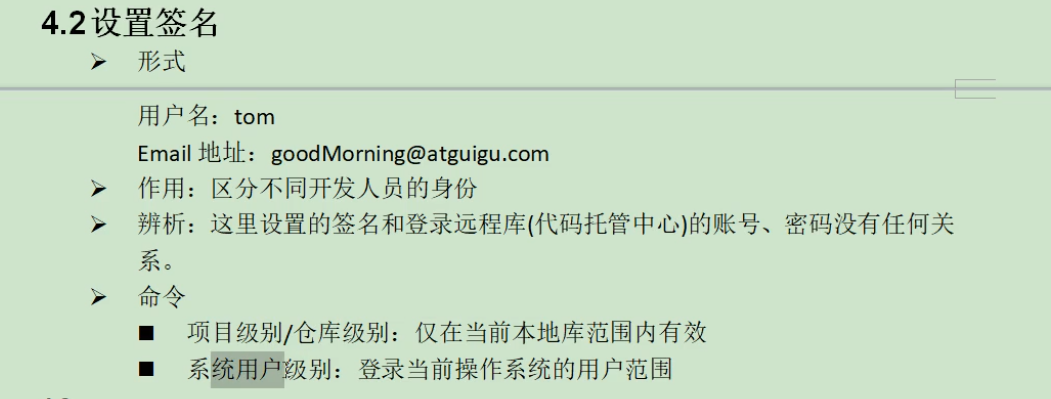 4.2设置签名
➢ 形式
用户名：tom
Email 地址：goodMorning@atguigu.com
➢ 作用：区分不同开发人员的身份
➢ 辨析：这里设置的签名和登录远程库(代码托管中心)的账号、密码没有任何关
系。
➢ 命令
■ 项目级别/仓库级别：仅在当前本地库范围内有效
■ 系统用户级别：登录当前操作系统的用户范围